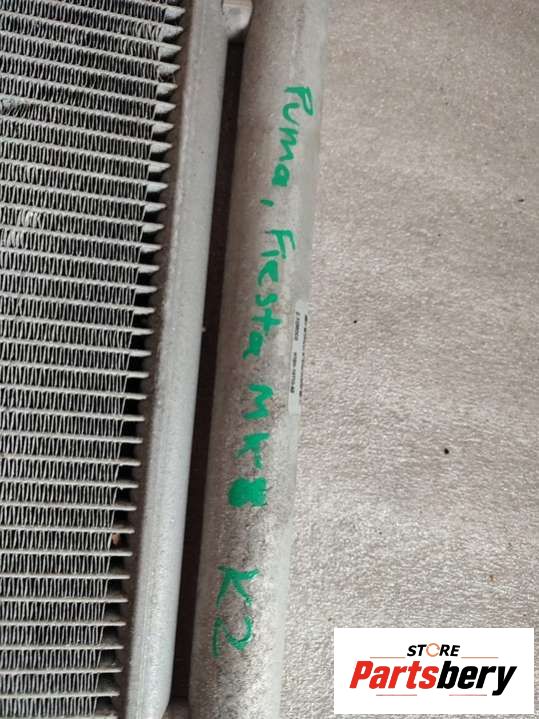 Puma, Fiesta MK8 K2
STORE
Partsbery